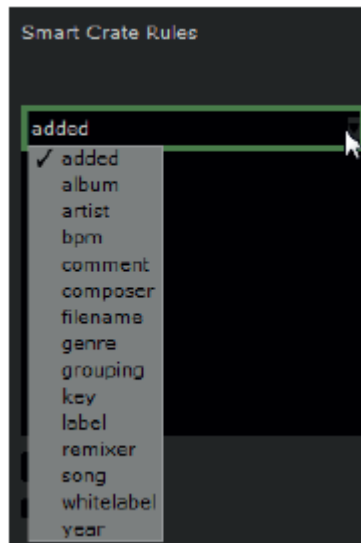 Smart Crate Rules
added
✓ added
album
artist
bpm
comment
composer
filename
genre
grouping
key
label
remixer
song
whitelabel
year